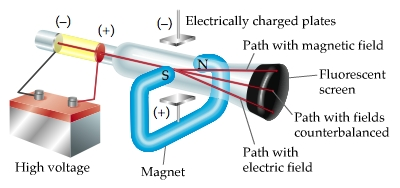 (–)
(+)
(–)
Electrically charged plates
Path with magnetic field
N
S
Fluorescent
screen
(+)
Path with fields
counterbalanced
Path with
electric field
High voltage
Magnet